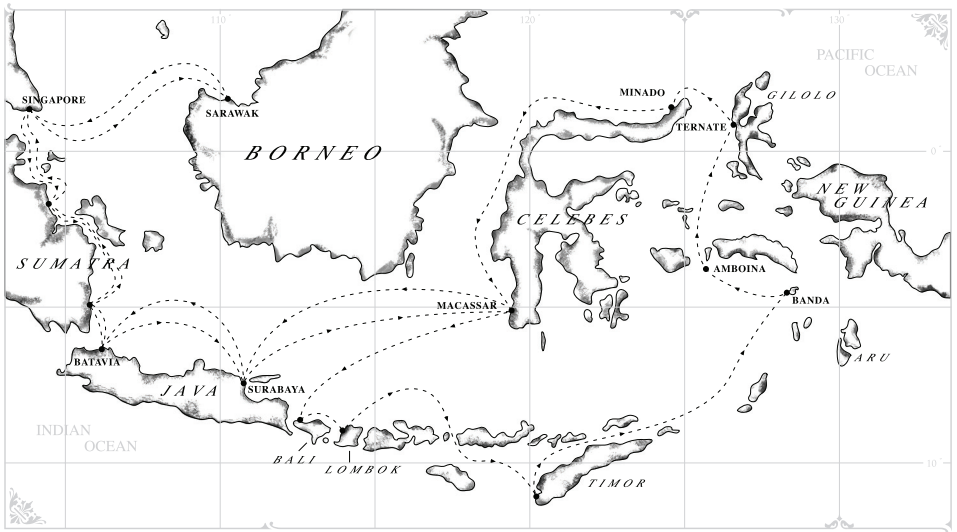 110°
120°
130°
PACIFIC
OCEAN
SINGAPORE
SARAWAK
MINADO
GILOLO
TERNATE
BORNEO
0°
NEW
GUINEA
CELEBES
SUMATRA
AMBOINA
BANDA
MACASSAR
BATAVIA
ARU
JAVA
SURABAYA
INDIAN
OCEAN
BALI
LOMBOK
10°
TIMOR